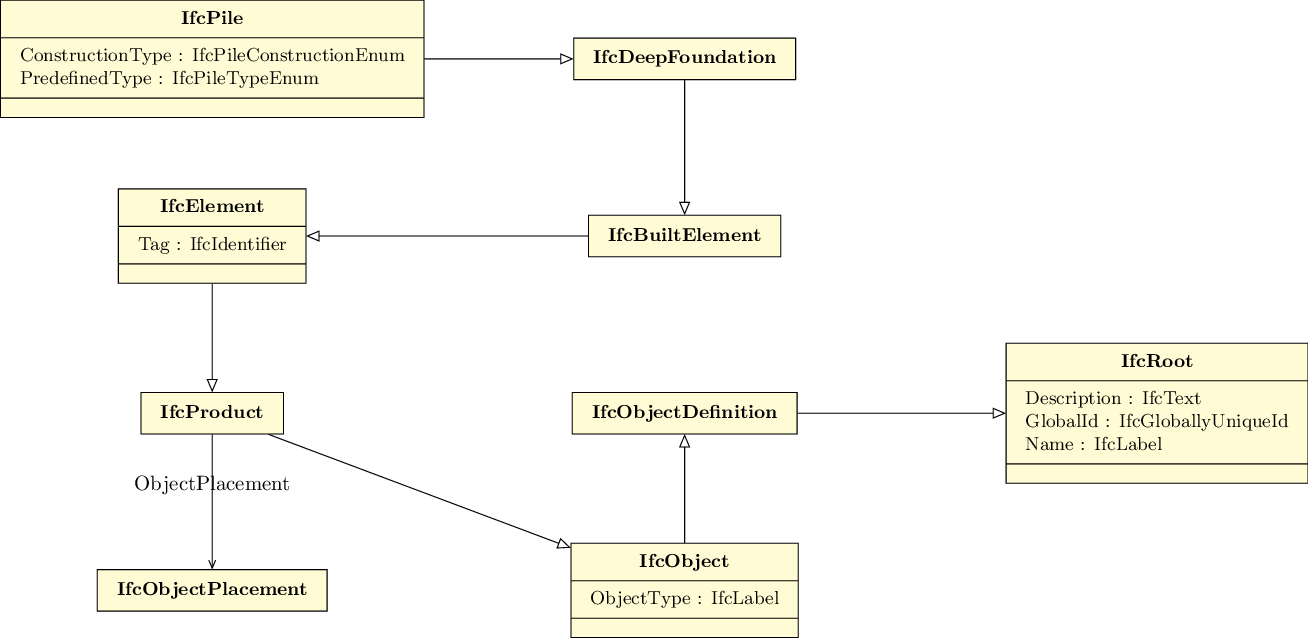 IfcPile
ConstructionType : IfcPileConstructionEnum
PredefinedType : IfcPileTypeEnum
IfcDeepFoundation
IfcElement
Tag : IfcIdentifier
IfcBuiltElement
IfcProduct
IfcObjectDefinition
IfcRoot
Description : IfcText
GlobalId : IfcGloballyUniqueId
Name : IfcLabel
ObjectPlacement
IfcObjectPlacement
IfcObject
ObjectType : IfcLabel